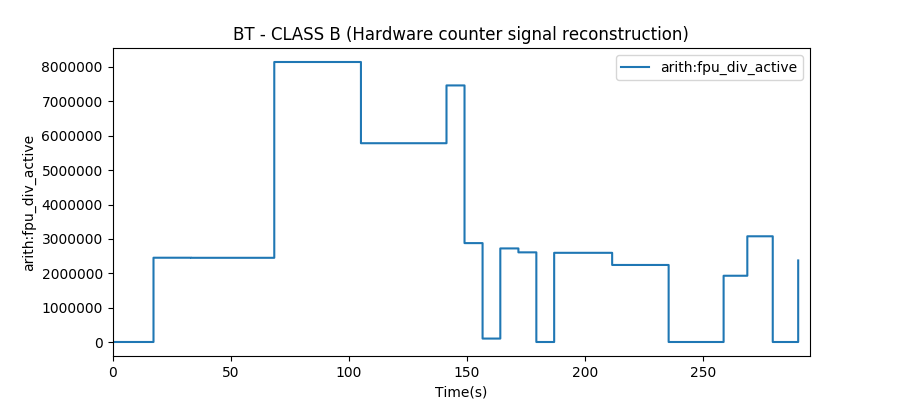 BT - CLASS B (Hardware counter signal reconstruction)
arith:fpu_div_active
8000000
7000000
6000000
5000000
4000000
3000000
2000000
1000000
0
arith:fpu_div_active
0 50 100 150 200 250
Time(s)